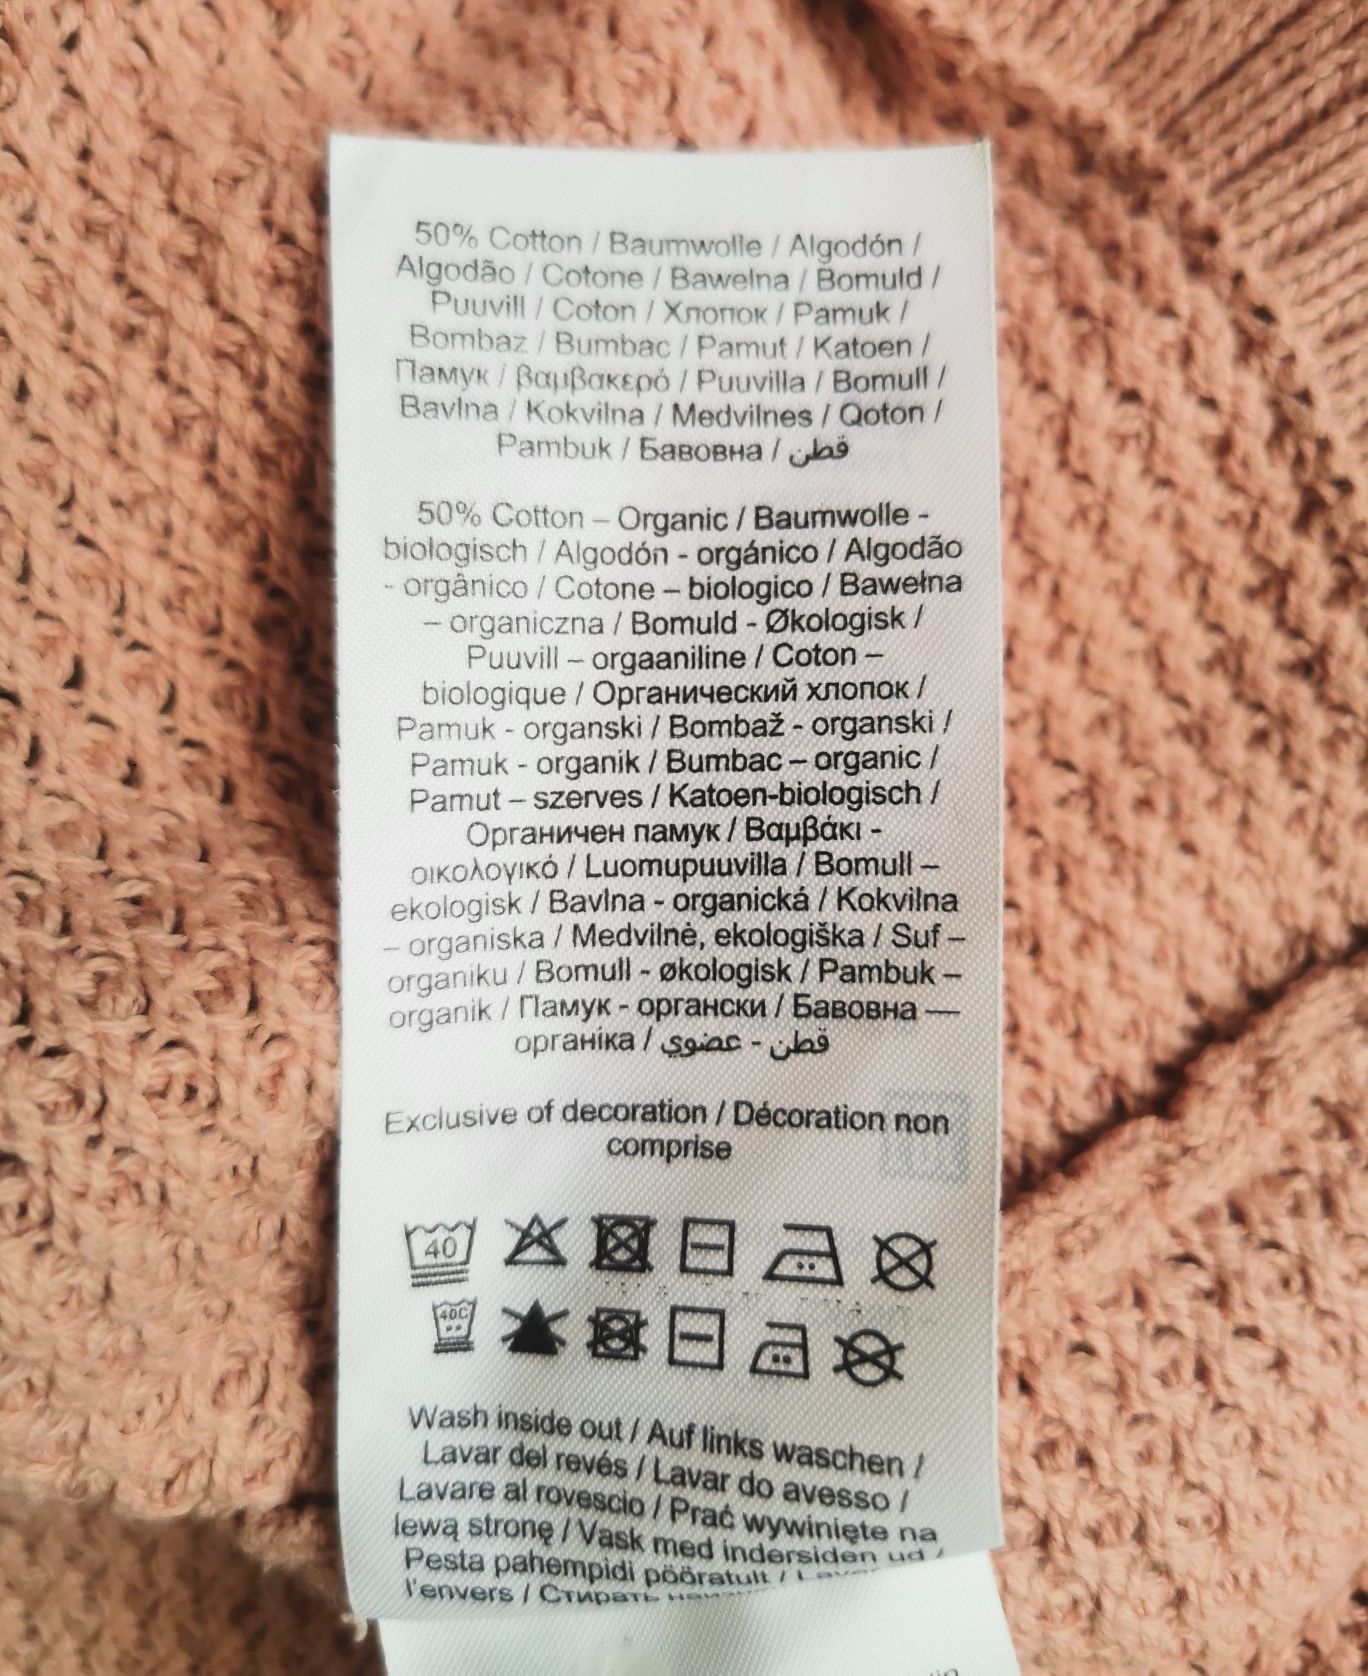 50% Cotton / Baumwolle / Algodón /
Algodão / Cotone / Bawelna / Bomuld /
Puuvill / Coton / Хлопок / Pamuk /
Bombaz / Bumbac / Pamut / Katoen /
Памук / βαμβακερό / Puuvilla / Bomull /
Bavlna / Kokvilna / Medvilnes / Qoton /
Pambuk / Бавовна / قطن
50% Cotton – Organic / Baumwolle -
biologisch / Algodón - orgánico / Algodão
- orgânico / Cotone – biologico / Bawełna
– organiczna / Bomuld - Økologisk /
Puuvill – orgaaniline / Coton –
biologique / Органический хлопок /
Pamuk - organski / Bombaž - organski /
Pamuk - organik / Bumbac – organic /
Pamut – szerves / Katoen-biologisch /
Органичен памук / Βαμβάκι -
οικολογικό / Luomupuuvilla / Bomull –
ekologisk / Bavlna - organická / Kokvilna
– organiska / Medvilnė, ekologiška / Suf –
organiku / Bomull - økologisk / Pambuk –
organik / Памук - органски / Бавовна —
органіка / قطن - عضوي
Exclusive of decoration / Décoration non
comprise
40
40C
Wash inside out / Auf links waschen /
Lavar del revés / Lavar do avesso /
Lavare al rovescio / Prać wywinięte na
lewą stronę / Vask med indersiden ud /
Pesta pahempidi pööratult /
l'envers / Стирать